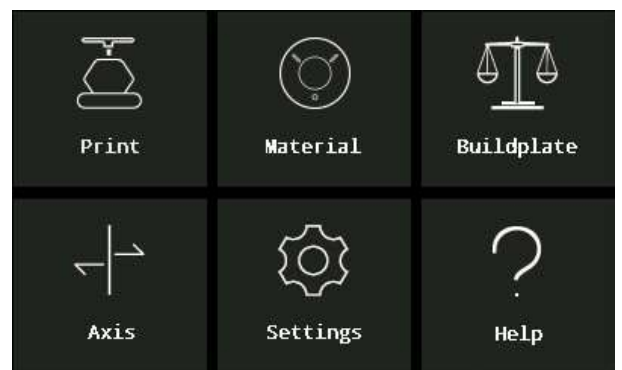 Print
Material
Buildplate
Axis
Settings
Help